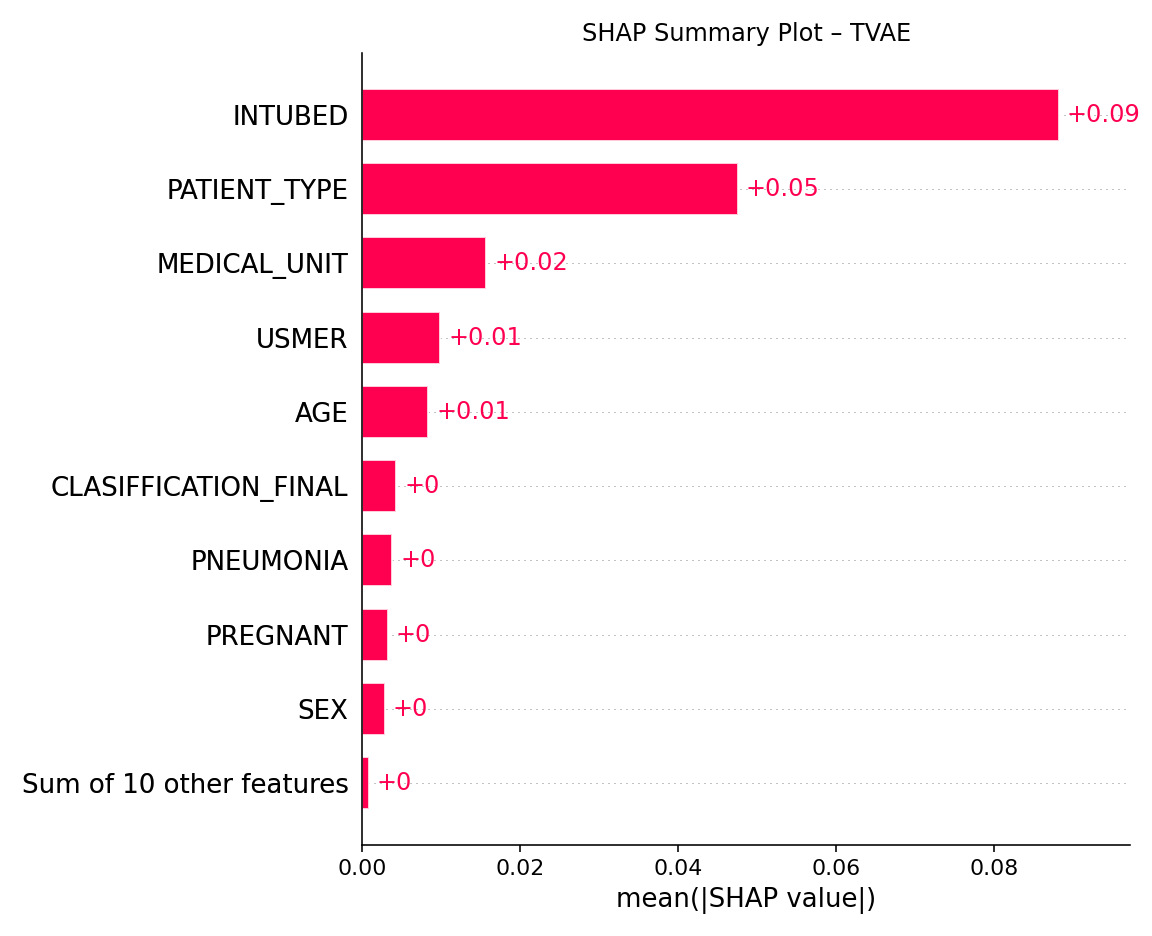 SHAP Summary Plot – TVAE
INTUBED
+0.09
PATIENT_TYPE
+0.05
MEDICAL_UNIT
+0.02
USMER
+0.01
AGE
+0.01
CLASIFFICATION_FINAL
+0
PNEUMONIA
+0
PREGNANT
+0
SEX
+0
Sum of 10 other features
+0
0.00 0.02 0.04 0.06 0.08
mean(|SHAP value|)